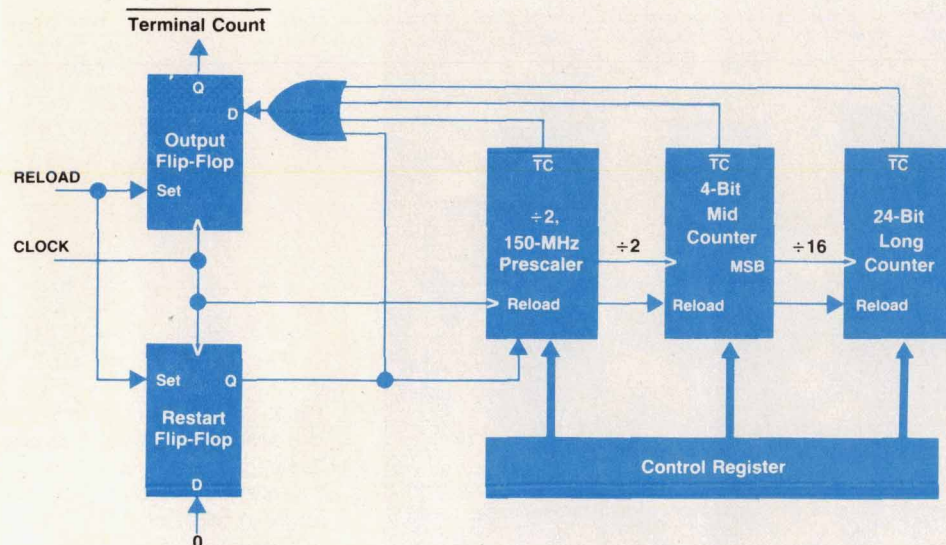 Terminal Count
Q
D
Output
Flip-Flop
Set
RELOAD
CLOCK
Set
Q
Restart
Flip-Flop
D
0
TC
÷2,
150-MHz
Prescaler
Reload
÷2
TC
4-Bit
Mid
Counter
MSB
Reload
÷16
TC
24-Bit
Long
Counter
Reload
Control Register